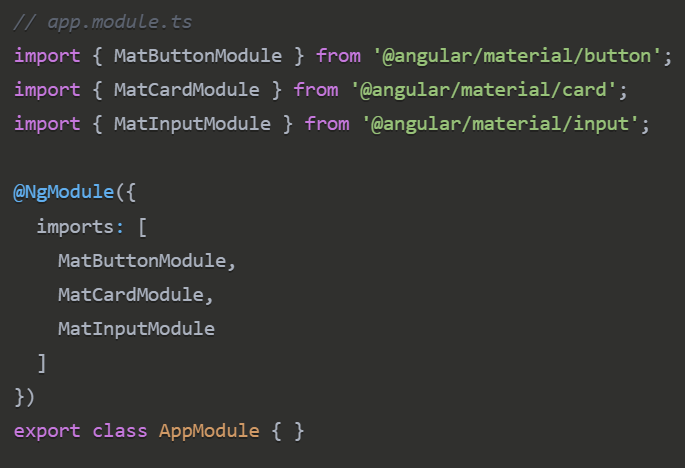 // app.module.ts
import { MatButtonModule } from '@angular/material/button';
import { MatCardModule } from '@angular/material/card';
import { MatInputModule } from '@angular/material/input';

@NgModule({
  imports: [
    MatButtonModule,
    MatCardModule,
    MatInputModule
  ]
})
export class AppModule { }